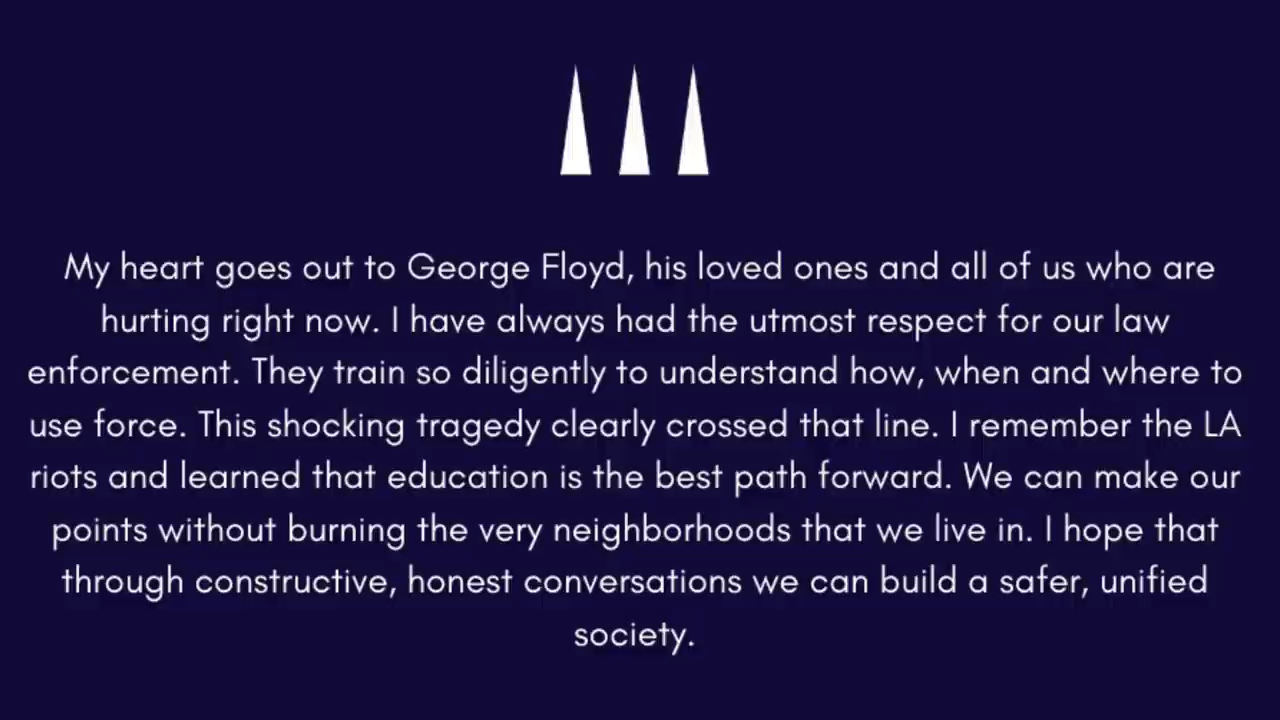 My heart goes out to George Floyd, his loved ones and all of us who are
hurting right now. I have always had the utmost respect for our law
enforcement. They train so diligently to understand how, when and where to
use force. This shocking tragedy clearly crossed that line. I remember the LA
riots and learned that education is the best path forward. We can make our
points without burning the very neighborhoods that we live in. I hope that
through constructive, honest conversations we can build a safer, unified
society.